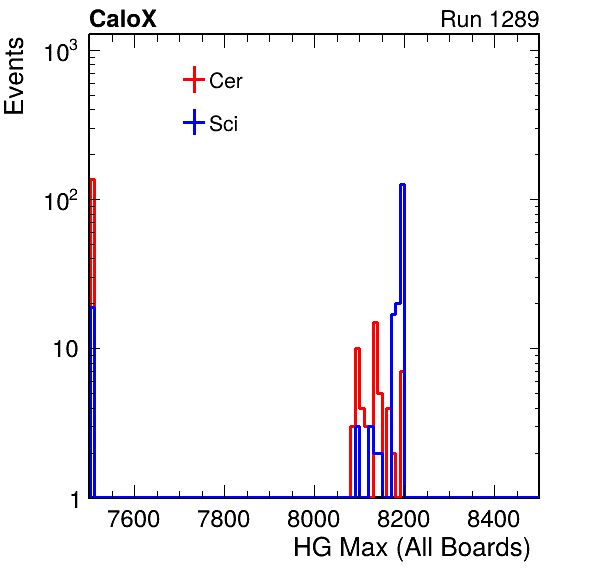 CaloX Run 1289
Events
10³
10²
10
1
Cer
Sci
7600 7800 8000 8200 8400
HG Max (All Boards)